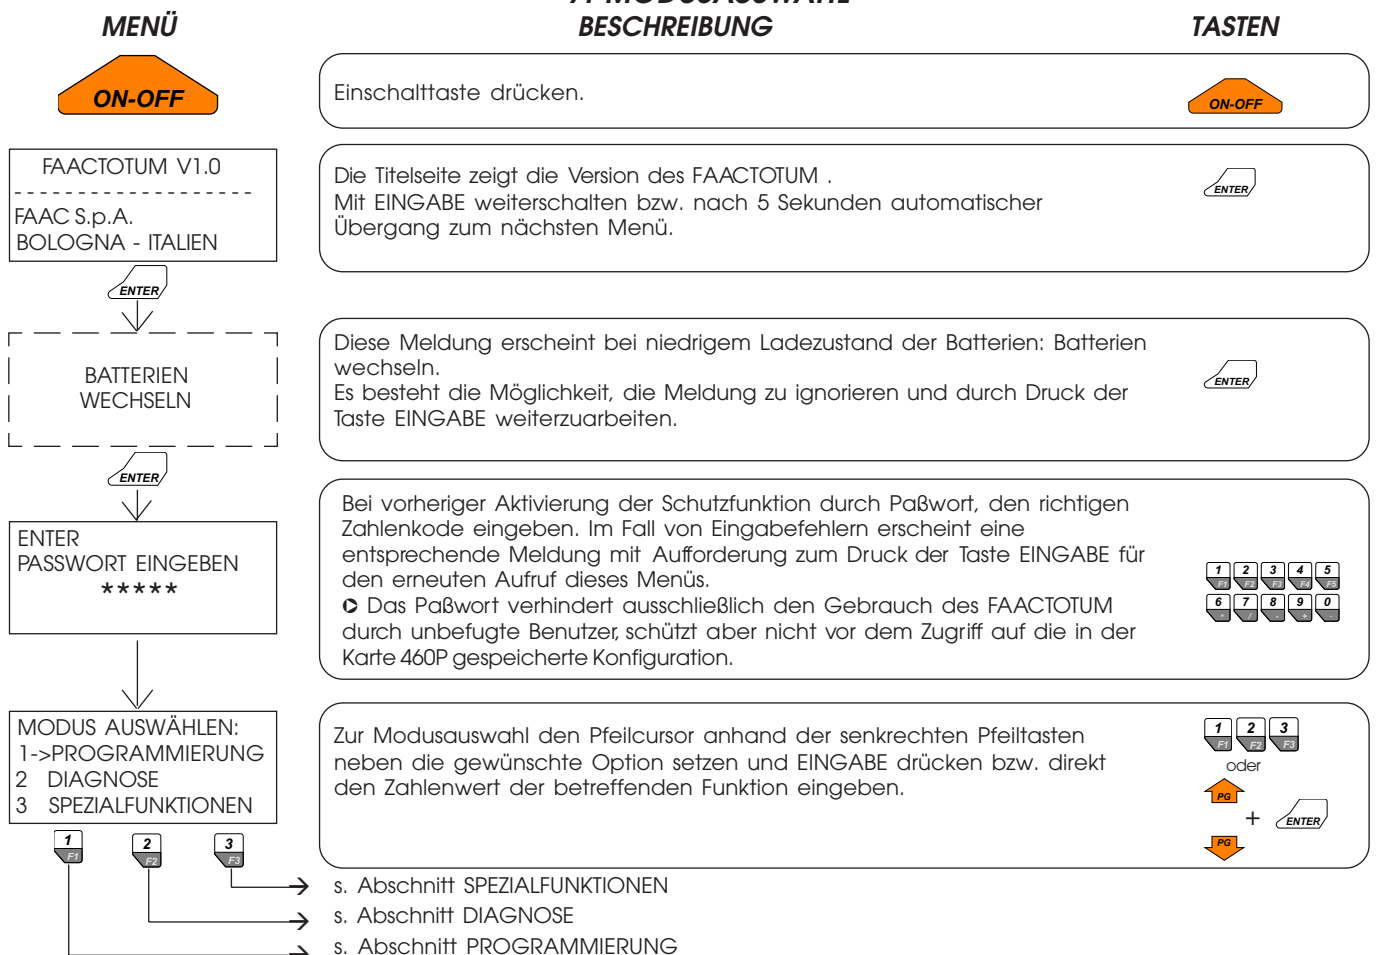 7. MODUSAUSWAHL
MENÜ BESCHREIBUNG TASTEN
ON-OFF
Einschalttaste drücken.
ON-OFF
FAACTOTUM V1.0
- - - - - - - - - - - - - - - - - - - -
FAAC S.p.A.
BOLOGNA - ITALIEN
Die Titelseite zeigt die Version des FAACTOTUM .
Mit EINGABE weiterschalten bzw. nach 5 Sekunden automatischer
Übergang zum nächsten Menü.
ENTER
ENTER
BATTERIEN
WECHSELN
Diese Meldung erscheint bei niedrigem Ladezustand der Batterien: Batterien
wechseln.
Es besteht die Möglichkeit, die Meldung zu ignorieren und durch Druck der
Taste EINGABE weiterzuarbeiten.
ENTER
ENTER
ENTER
PASSWORT EINGEBEN
*****
Bei vorheriger Aktivierung der Schutzfunktion durch Paßwort, den richtigen
Zahlenkode eingeben. Im Fall von Eingabefehlern erscheint eine
entsprechende Meldung mit Aufforderung zum Druck der Taste EINGABE für
den erneuten Aufruf dieses Menüs.
Das Paßwort verhindert ausschließlich den Gebrauch des FAACTOTUM
durch unbefugte Benutzer, schützt aber nicht vor dem Zugriff auf die in der
Karte 460P gespeicherte Konfiguration.
1 2 3 4 5
F1 F2 F3 F4 F5
6 7 8 9 0
* / - + .
MODUS AUSWÄHLEN:
1->PROGRAMMIERUNG
2 DIAGNOSE
3 SPEZIALFUNKTIONEN
Zur Modusauswahl den Pfeilcursor anhand der senkrechten Pfeiltasten
neben die gewünschte Option setzen und EINGABE drücken bzw. direkt
den Zahlenwert der betreffenden Funktion eingeben.
1 2 3
F1 F2 F3
oder
PG
+ ENTER
PG
1 2 3
F1 F2 F3
s. Abschnitt SPEZIALFUNKTIONEN
s. Abschnitt DIAGNOSE
s. Abschnitt PROGRAMMIERUNG